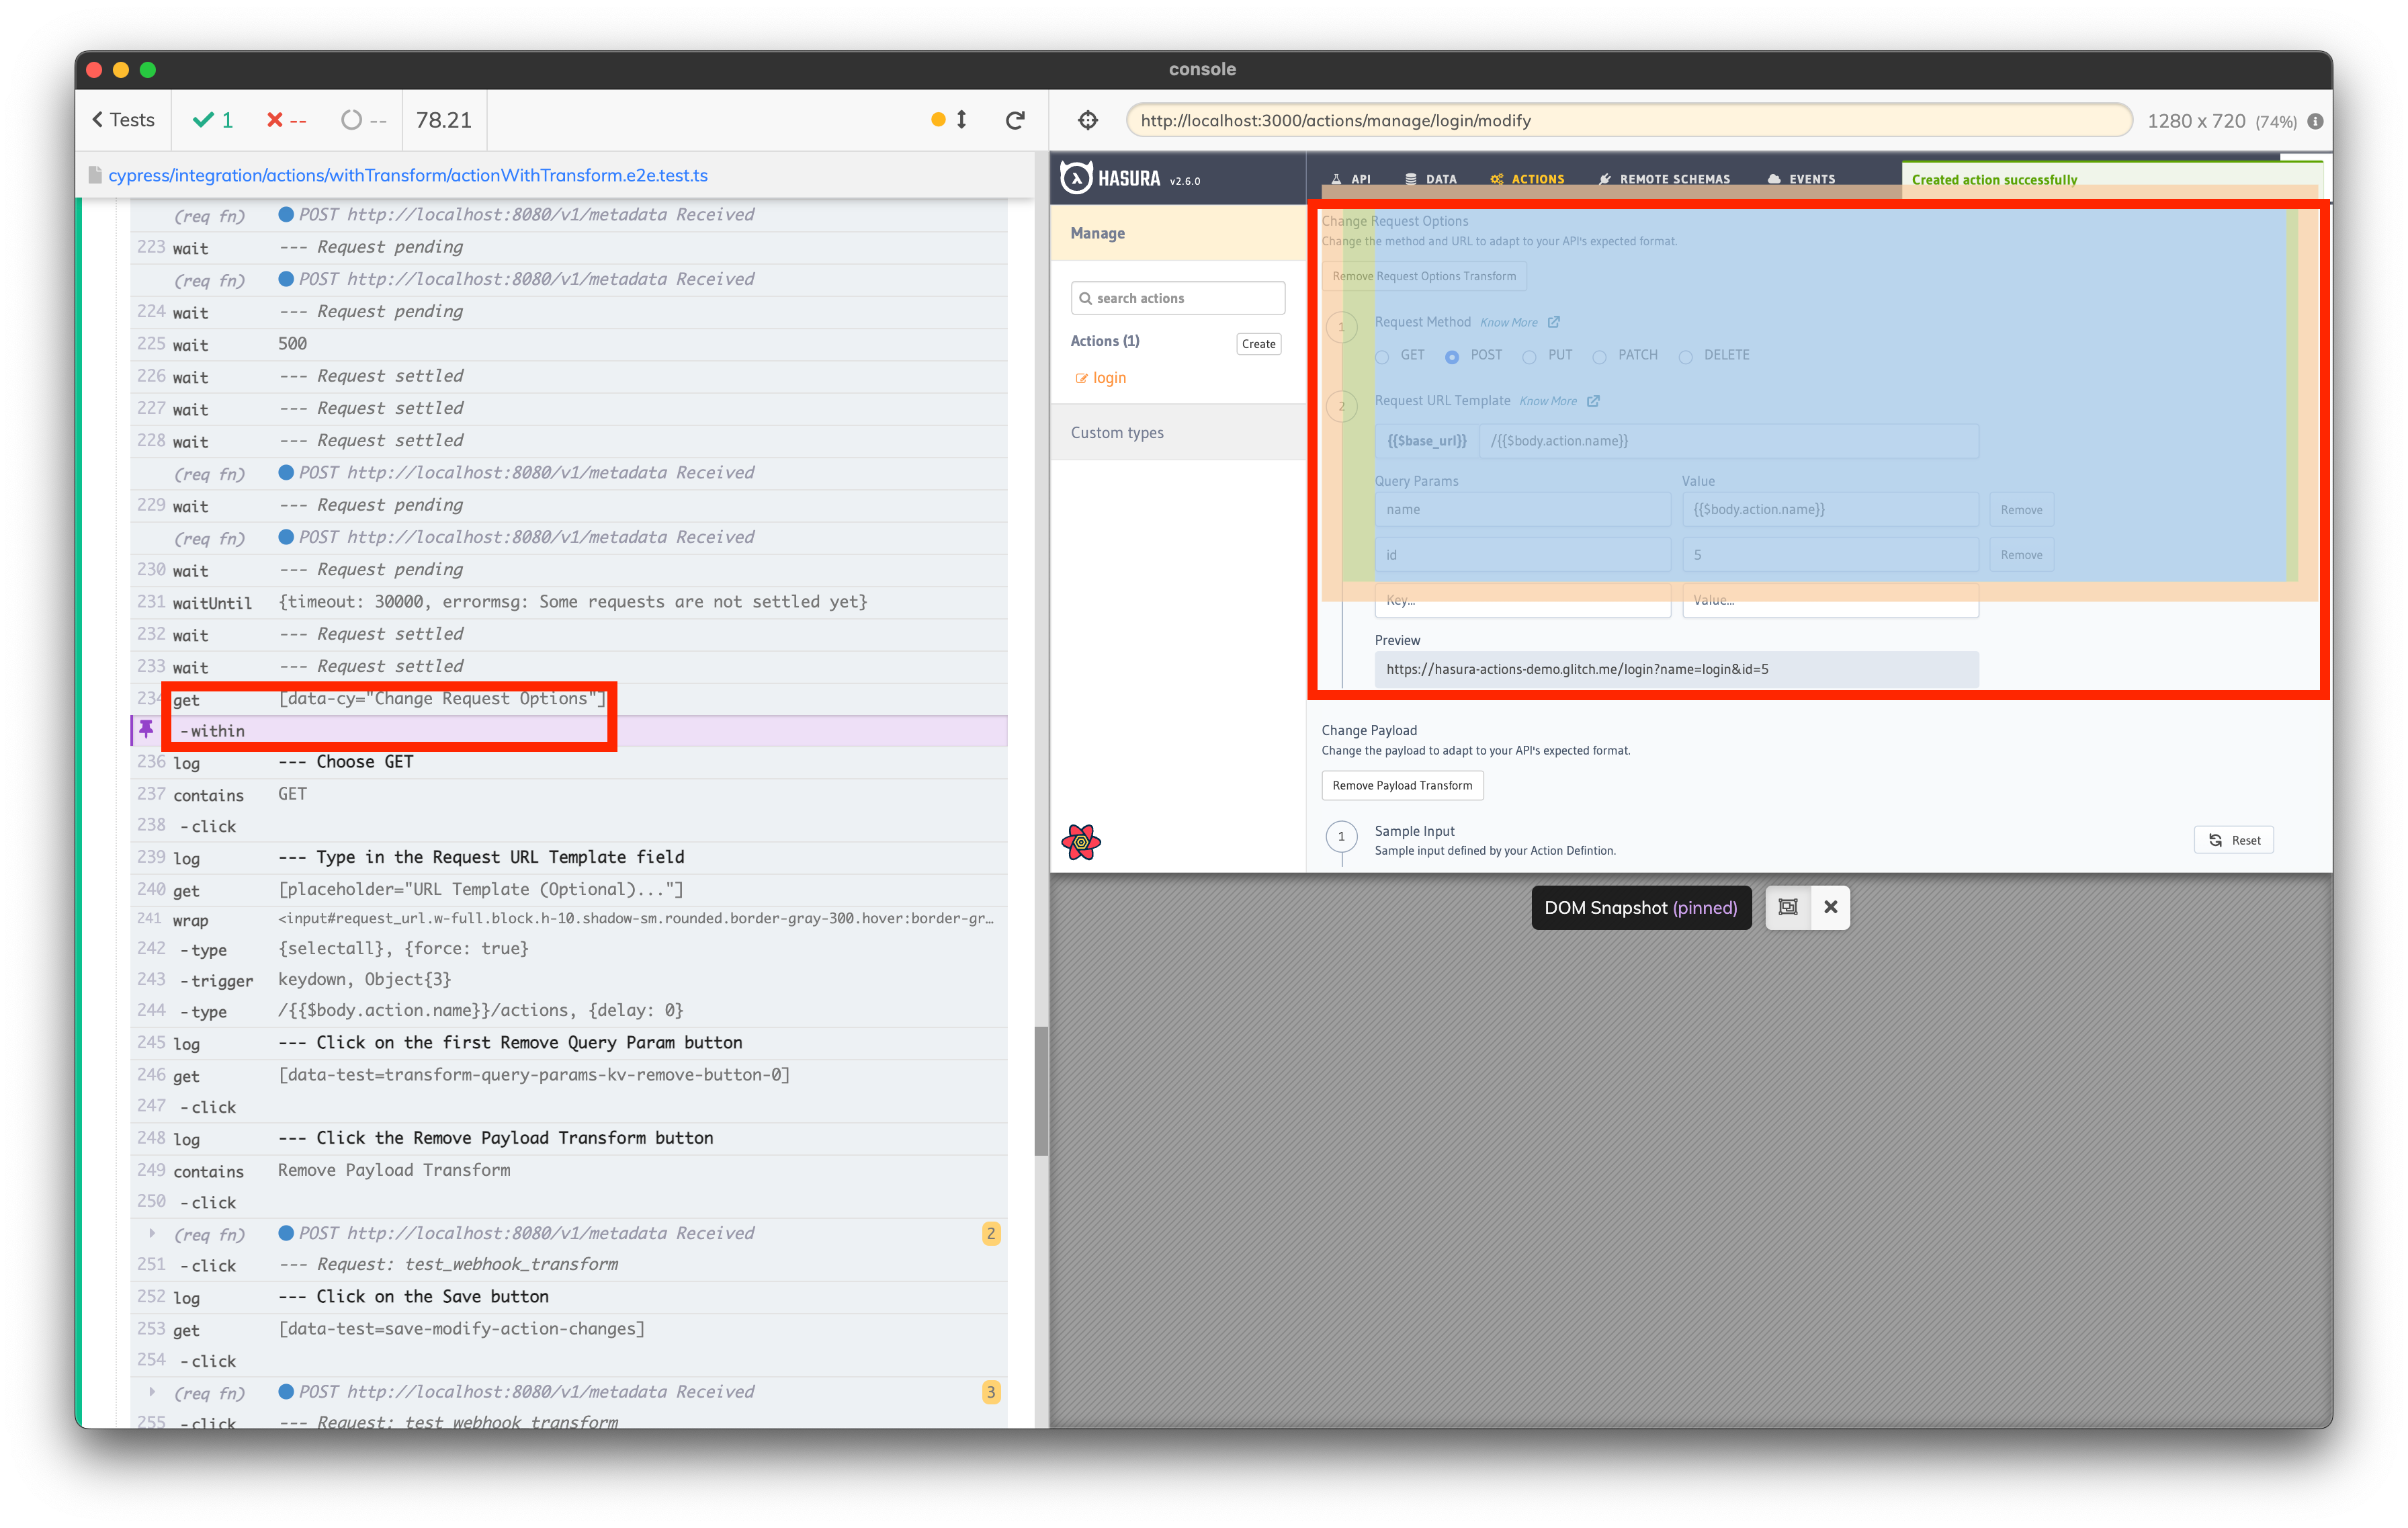 console
Tests 1 -- -- 78.21
cypress/integration/actions/withTransform/actionWithTransform.e2e.test.ts
(req fn) POST http://localhost:8080/v1/metadata Received
223 wait --- Request pending
(req fn) POST http://localhost:8080/v1/metadata Received
224 wait --- Request pending
225 wait 500
226 wait --- Request settled
227 wait --- Request settled
228 wait --- Request settled
(req fn) POST http://localhost:8080/v1/metadata Received
229 wait --- Request pending
(req fn) POST http://localhost:8080/v1/metadata Received
230 wait --- Request pending
231 waitUntil {timeout: 30000, errormsg: Some requests are not settled yet}
232 wait --- Request settled
233 wait --- Request settled
234 get [data-cy="Change Request Options"]
-within
236 log --- Choose GET
237 contains GET
238 -click
239 log --- Type in the Request URL Template field
240 get [placeholder="URL Template (Optional)..."]
241 wrap <input#request_url.w-full.block.h-10.shadow-sm.rounded.border-gray-300.hover:border-gr...
242 -type {selectall}, {force: true}
243 -trigger keydown, Object{3}
244 -type /{{$body.action.name}}/actions, {delay: 0}
245 log --- Click on the first Remove Query Param button
246 get [data-test=transform-query-params-kv-remove-button-0]
247 -click
248 log --- Click the Remove Payload Transform button
249 contains Remove Payload Transform
250 -click
(req fn) POST http://localhost:8080/v1/metadata Received 2
251 -click --- Request: test_webhook_transform
252 log --- Click on the Save button
253 get [data-test=save-modify-action-changes]
254 -click
(req fn) POST http://localhost:8080/v1/metadata Received 3
255 -click --- Request: test_webhook_transform
http://localhost:3000/actions/manage/login/modify 1280 x 720 (74%)
HASURA v2.6.0 API DATA ACTIONS REMOTE SCHEMAS EVENTS
Created action successfully
Manage
search actions
Actions (1) Create
login
Custom types
Change Request Options
Change the method and URL to adapt to your API's expected format.
Remove Request Options Transform
1 Request Method Know More
GET POST PUT PATCH DELETE
2 Request URL Template Know More
{{$base_url}} /{{$body.action.name}}
Query Params Value
name {{$body.action.name}} Remove
id 5 Remove
Key... Value...
Preview
https://hasura-actions-demo.glitch.me/login?name=login&id=5
Change Payload
Change the payload to adapt to your API's expected format.
Remove Payload Transform
1 Sample Input
Sample input defined by your Action Defintion.
Reset
DOM Snapshot (pinned)